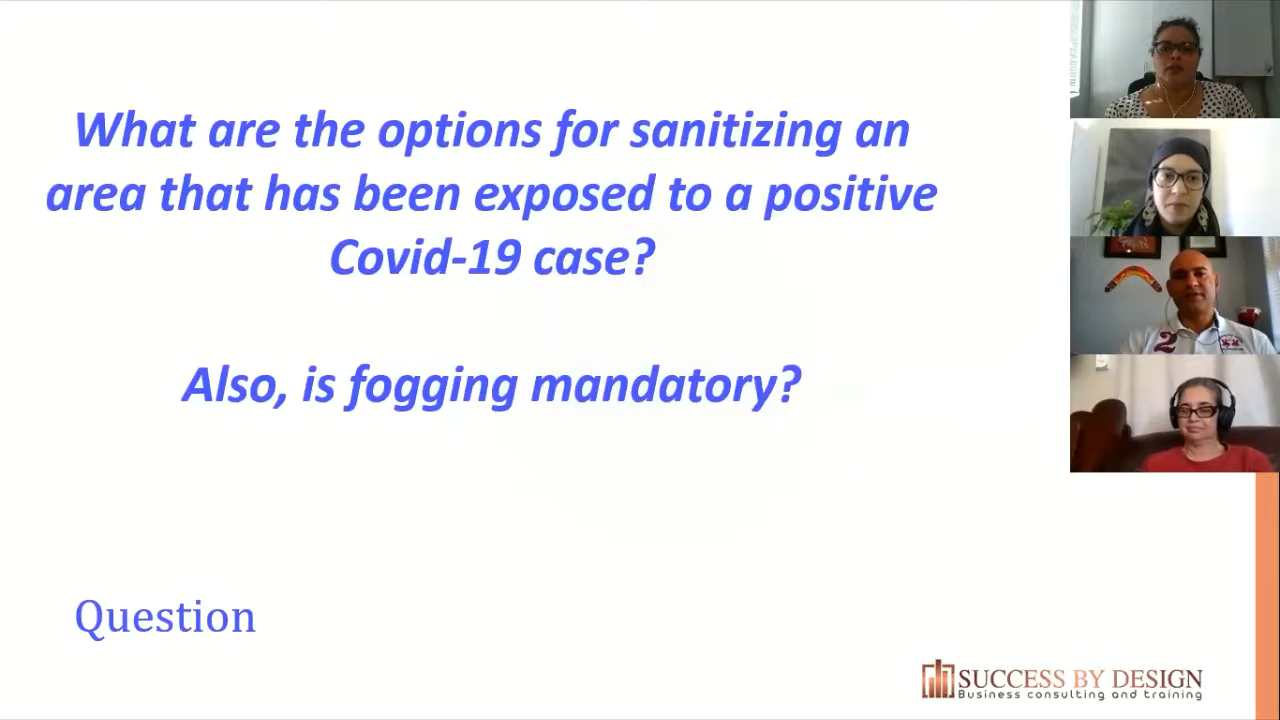 What are the options for sanitizing an
area that has been exposed to a positive
Covid-19 case?
Also, is fogging mandatory?
Question
SUCCESS BY DESIGN
Business consulting and training
2